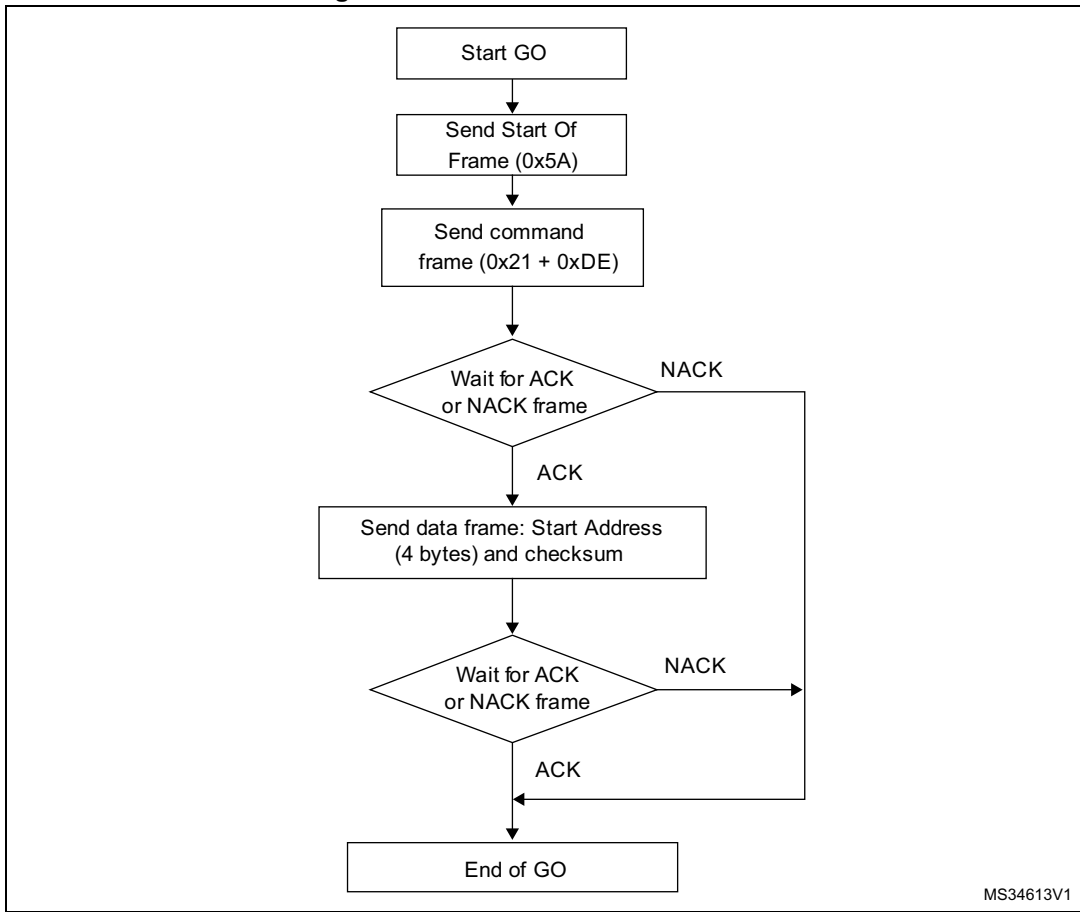 Start GO
Send Start Of
Frame (0x5A)
Send command
frame (0x21 + 0xDE)
Wait for ACK
or NACK frame
NACK
ACK
Send data frame: Start Address
(4 bytes) and checksum
Wait for ACK
or NACK frame
NACK
ACK
End of GO
MS34613V1